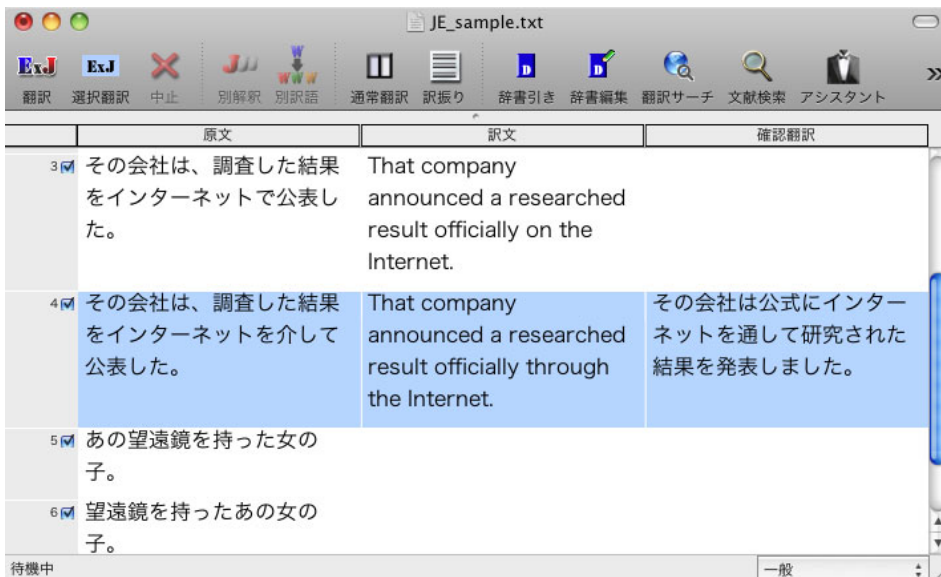 JE_sample.txt
ExJ ExJ J W WWW D D
翻訳 選択翻訳 中止 別解釈 別訳語 通常翻訳 訳振り 辞書引き 辞書編集 翻訳サーチ 文献検索 アシスタント
原文 訳文 確認翻訳
3 その会社は、調査した結果 That company
をインターネットで公表し announced a researched
た。 result officially on the
Internet.
4 その会社は、調査した結果 That company その会社は公式にインター
をインターネットを介して announced a researched ネットを通して研究された
公表した。 result officially through 結果を発表しました。
the Internet.
5 あの望遠鏡を持った女の
子。
6 望遠鏡を持ったあの女の
子。
待機中 一般